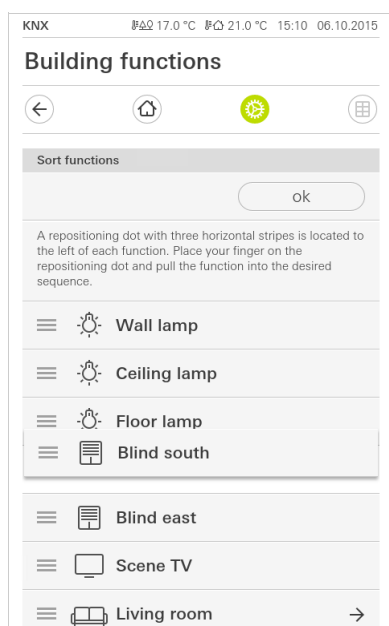 KNX 17.0 °C 21.0 °C 15:10 06.10.2015
Building functions
Sort functions
ok
A repositioning dot with three horizontal stripes is located to
the left of each function. Place your finger on the
repositioning dot and pull the function into the desired
sequence.
Wall lamp
Ceiling lamp
Floor lamp
Blind south
Blind east
Scene TV
Living room